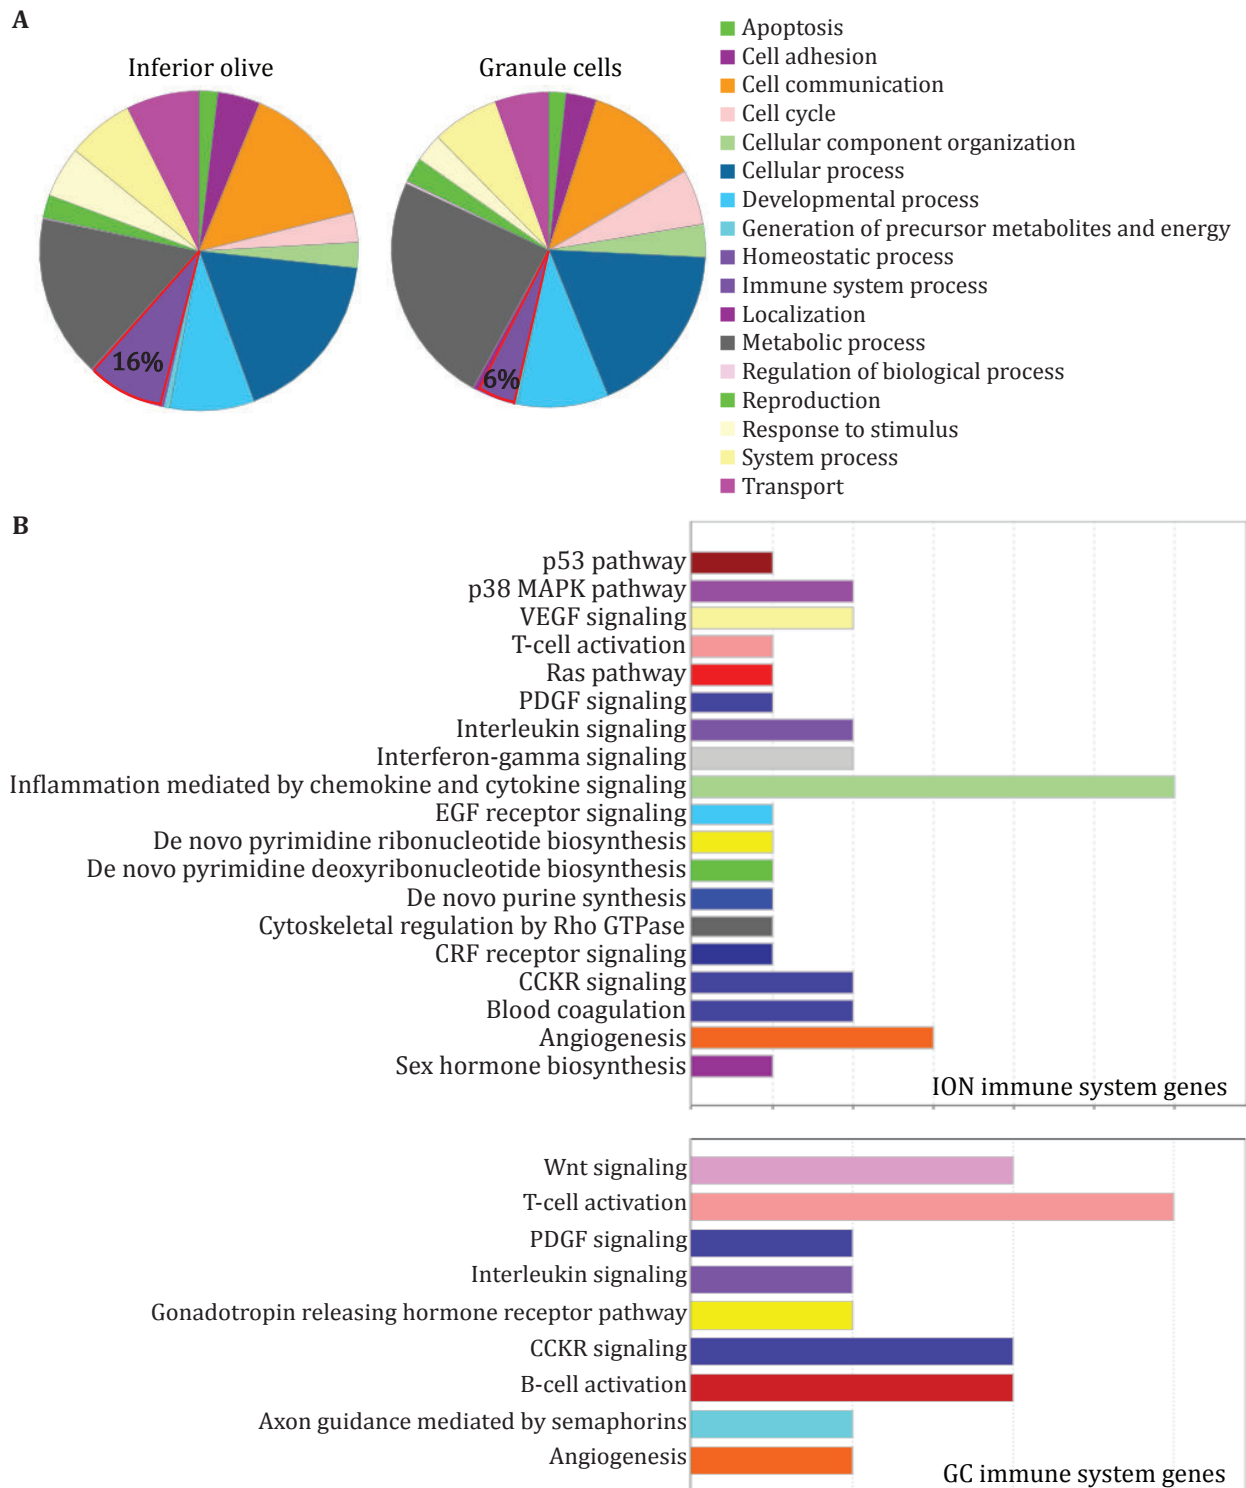 A
Inferior olive
Granule cells
16%
6%
Apoptosis
Cell adhesion
Cell communication
Cell cycle
Cellular component organization
Cellular process
Developmental process
Generation of precursor metabolites and energy
Homeostatic process
Immune system process
Localization
Metabolic process
Regulation of biological process
Reproduction
Response to stimulus
System process
Transport
B
p53 pathway
p38 MAPK pathway
VEGF signaling
T-cell activation
Ras pathway
PDGF signaling
Interleukin signaling
Interferon-gamma signaling
Inflammation mediated by chemokine and cytokine signaling
EGF receptor signaling
De novo pyrimidine ribonucleotide biosynthesis
De novo pyrimidine deoxyribonucleotide biosynthesis
De novo purine synthesis
Cytoskeletal regulation by Rho GTPase
CRF receptor signaling
CCKR signaling
Blood coagulation
Angiogenesis
Sex hormone biosynthesis
ION immune system genes
Wnt signaling
T-cell activation
PDGF signaling
Interleukin signaling
Gonadotropin releasing hormone receptor pathway
CCKR signaling
B-cell activation
Axon guidance mediated by semaphorins
Angiogenesis
GC immune system genes